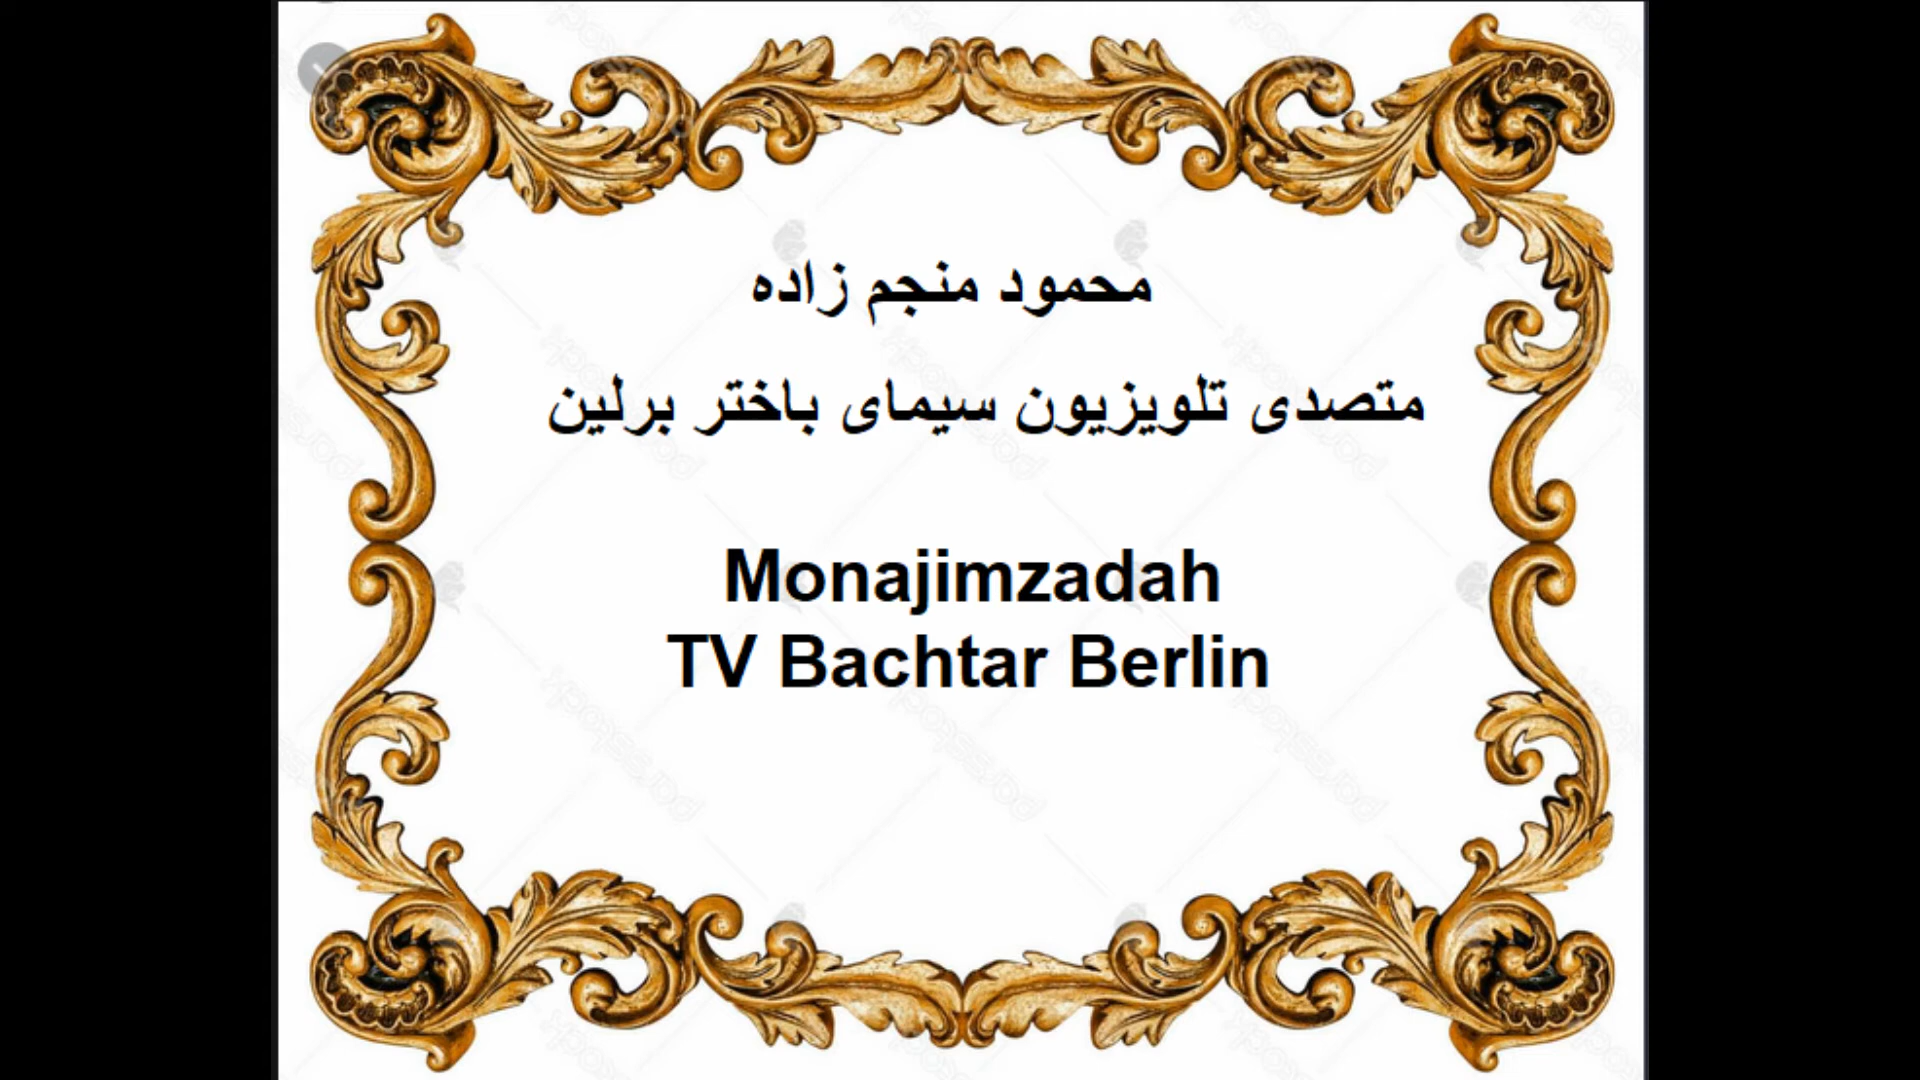 محمود منجم زاده
متصدی تلویزیون سیمای باختر برلین
Monajimzadah
TV Bachtar Berlin